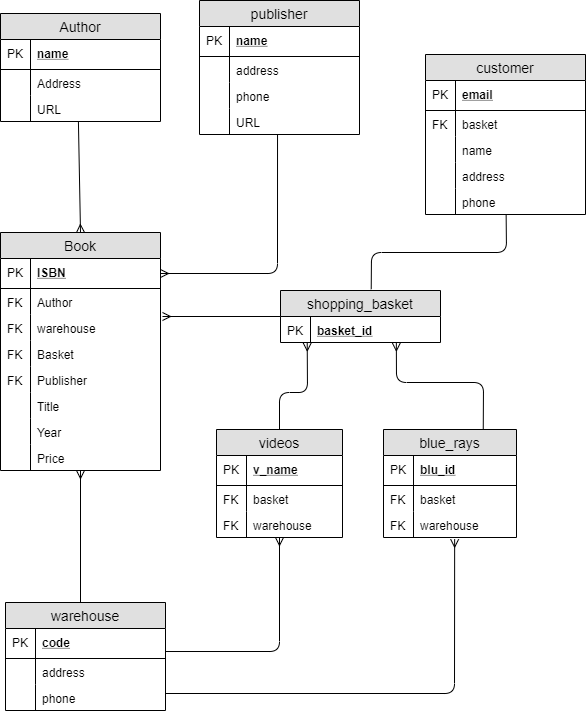 Author
PK name
Address
URL
publisher
PK name
address
phone
URL
customer
PK email
FK basket
name
address
phone
Book
PK ISBN
FK Author
FK warehouse
FK Basket
FK Publisher
Title
Year
Price
shopping_basket
PK basket_id
videos
PK v_name
FK basket
FK warehouse
blue_rays
PK blu_id
FK basket
FK warehouse
warehouse
PK code
address
phone